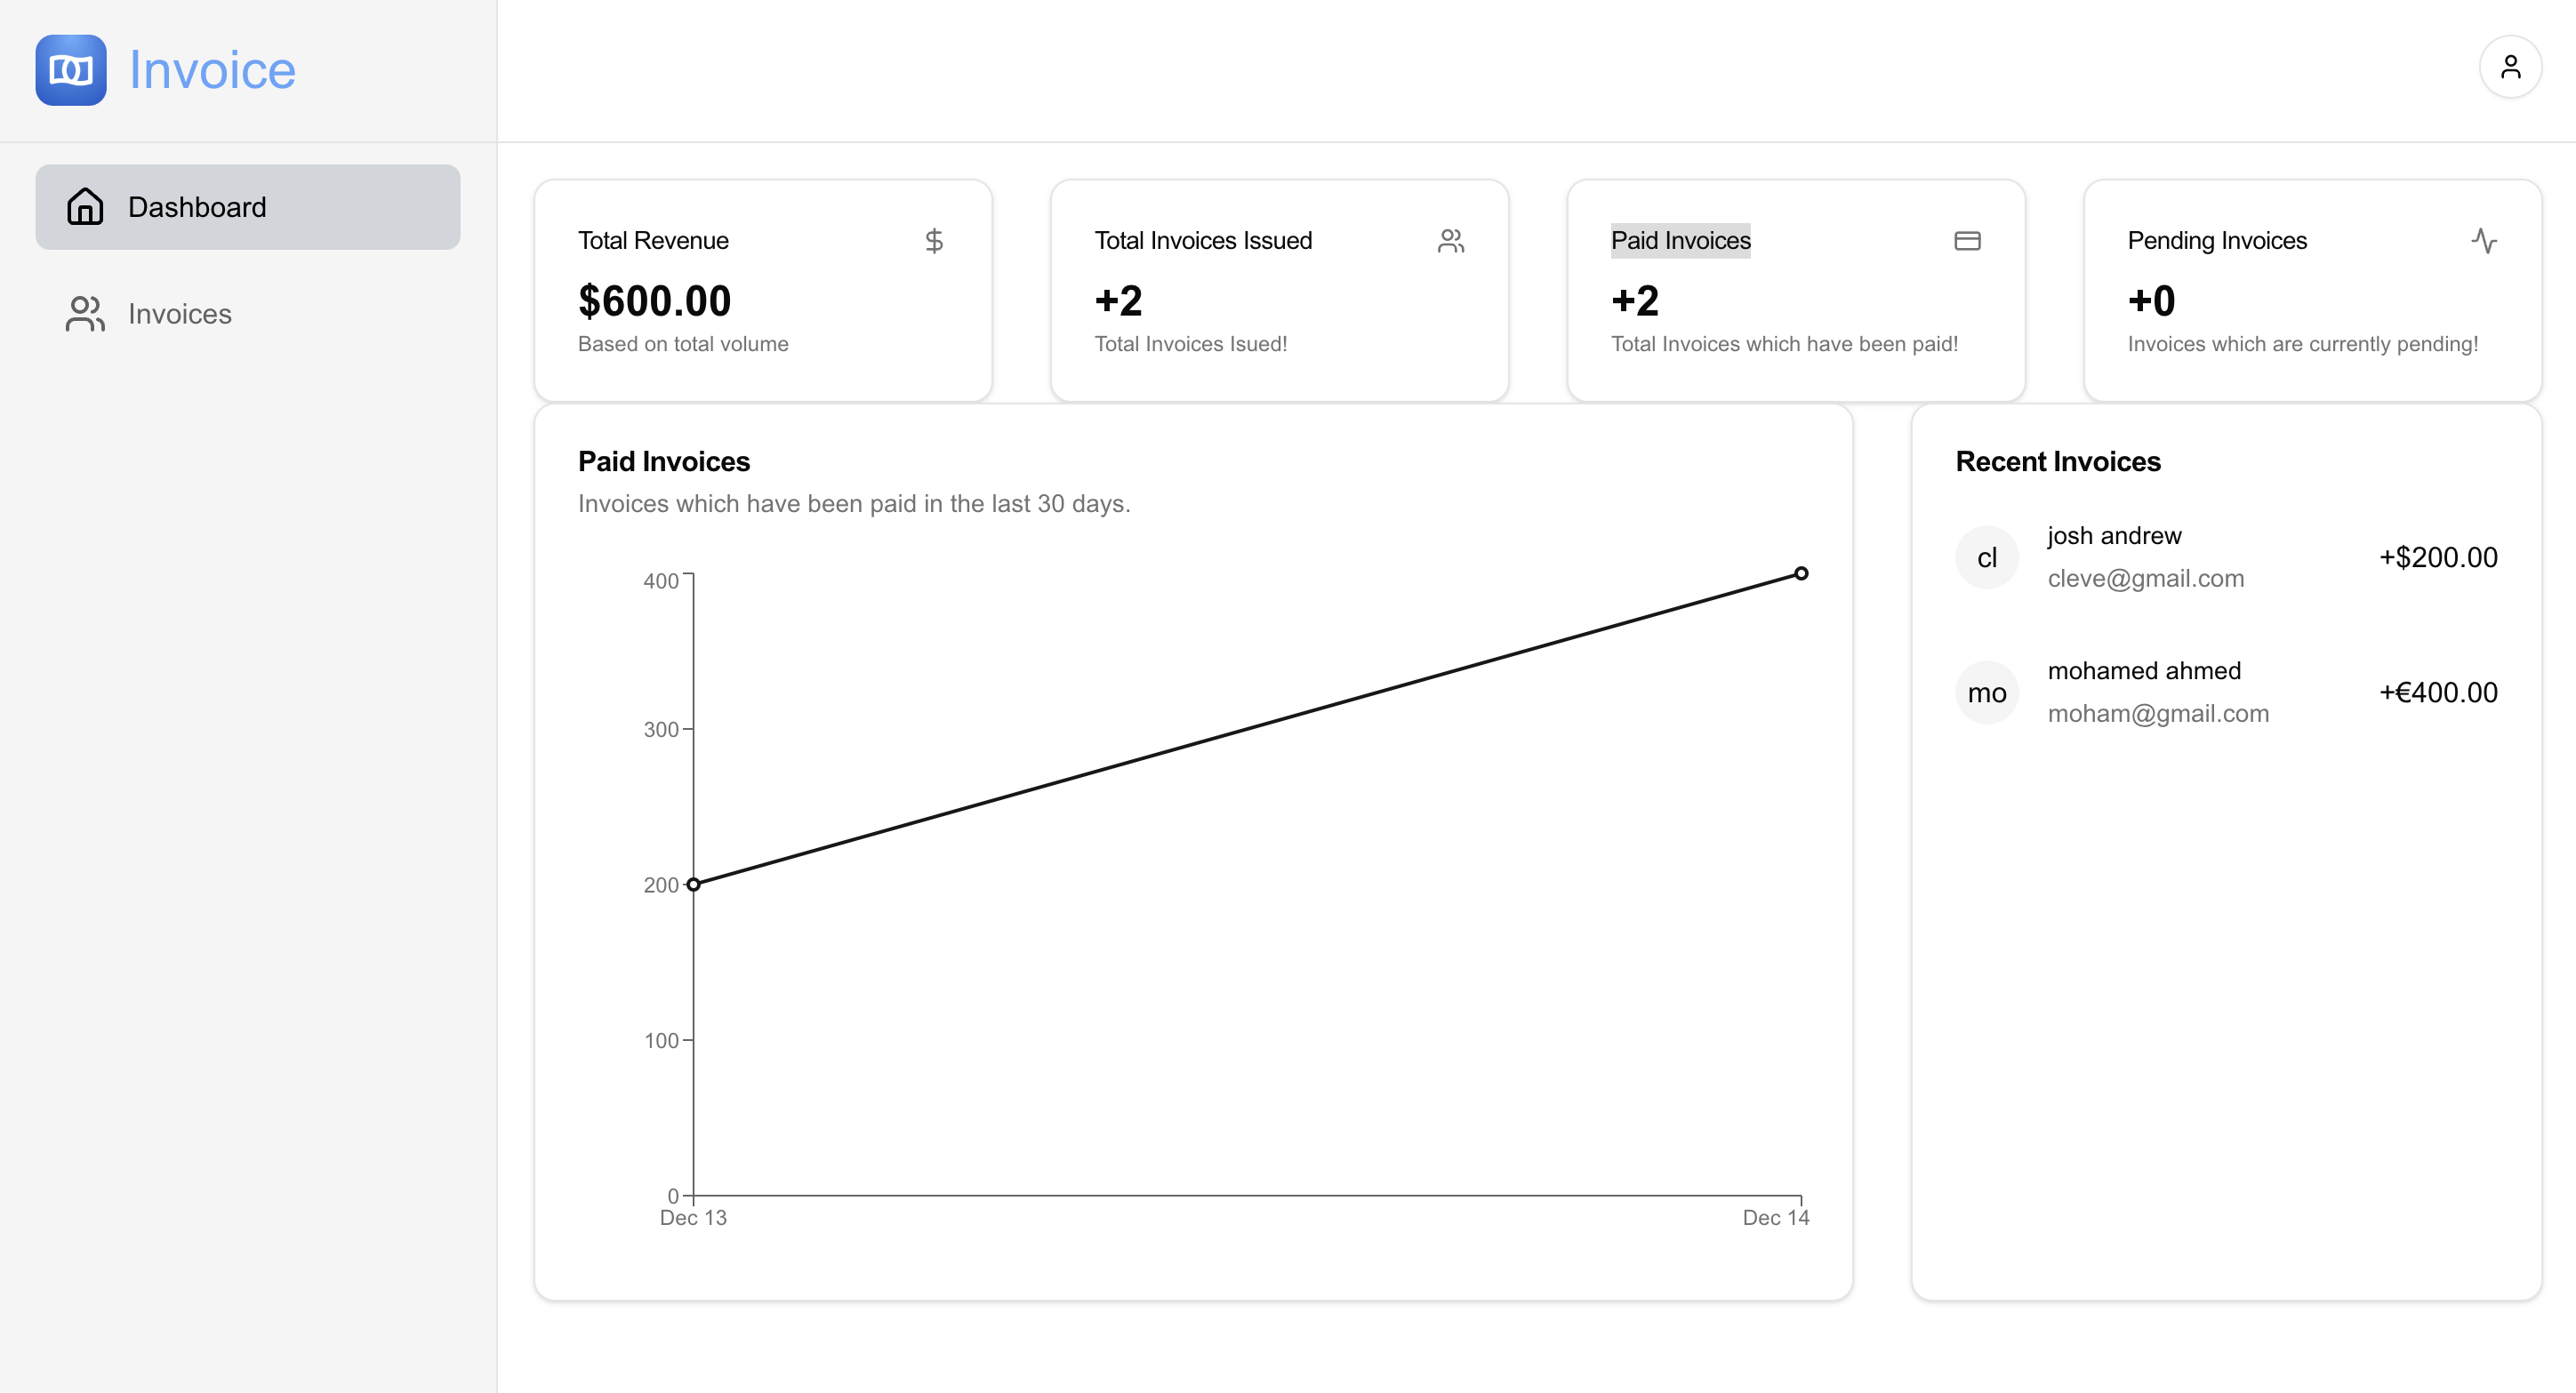 Invoice
Dashboard
Invoices
Total Revenue
$600.00
Based on total volume
Total Invoices Issued
+2
Total Invoices Isued!
Paid Invoices
+2
Total Invoices which have been paid!
Pending Invoices
+0
Invoices which are currently pending!
Paid Invoices
Invoices which have been paid in the last 30 days.
400
300
200
100
0
Dec 13
Dec 14
Recent Invoices
cl
josh andrew
cleve@gmail.com
+$200.00
mo
mohamed ahmed
moham@gmail.com
+€400.00